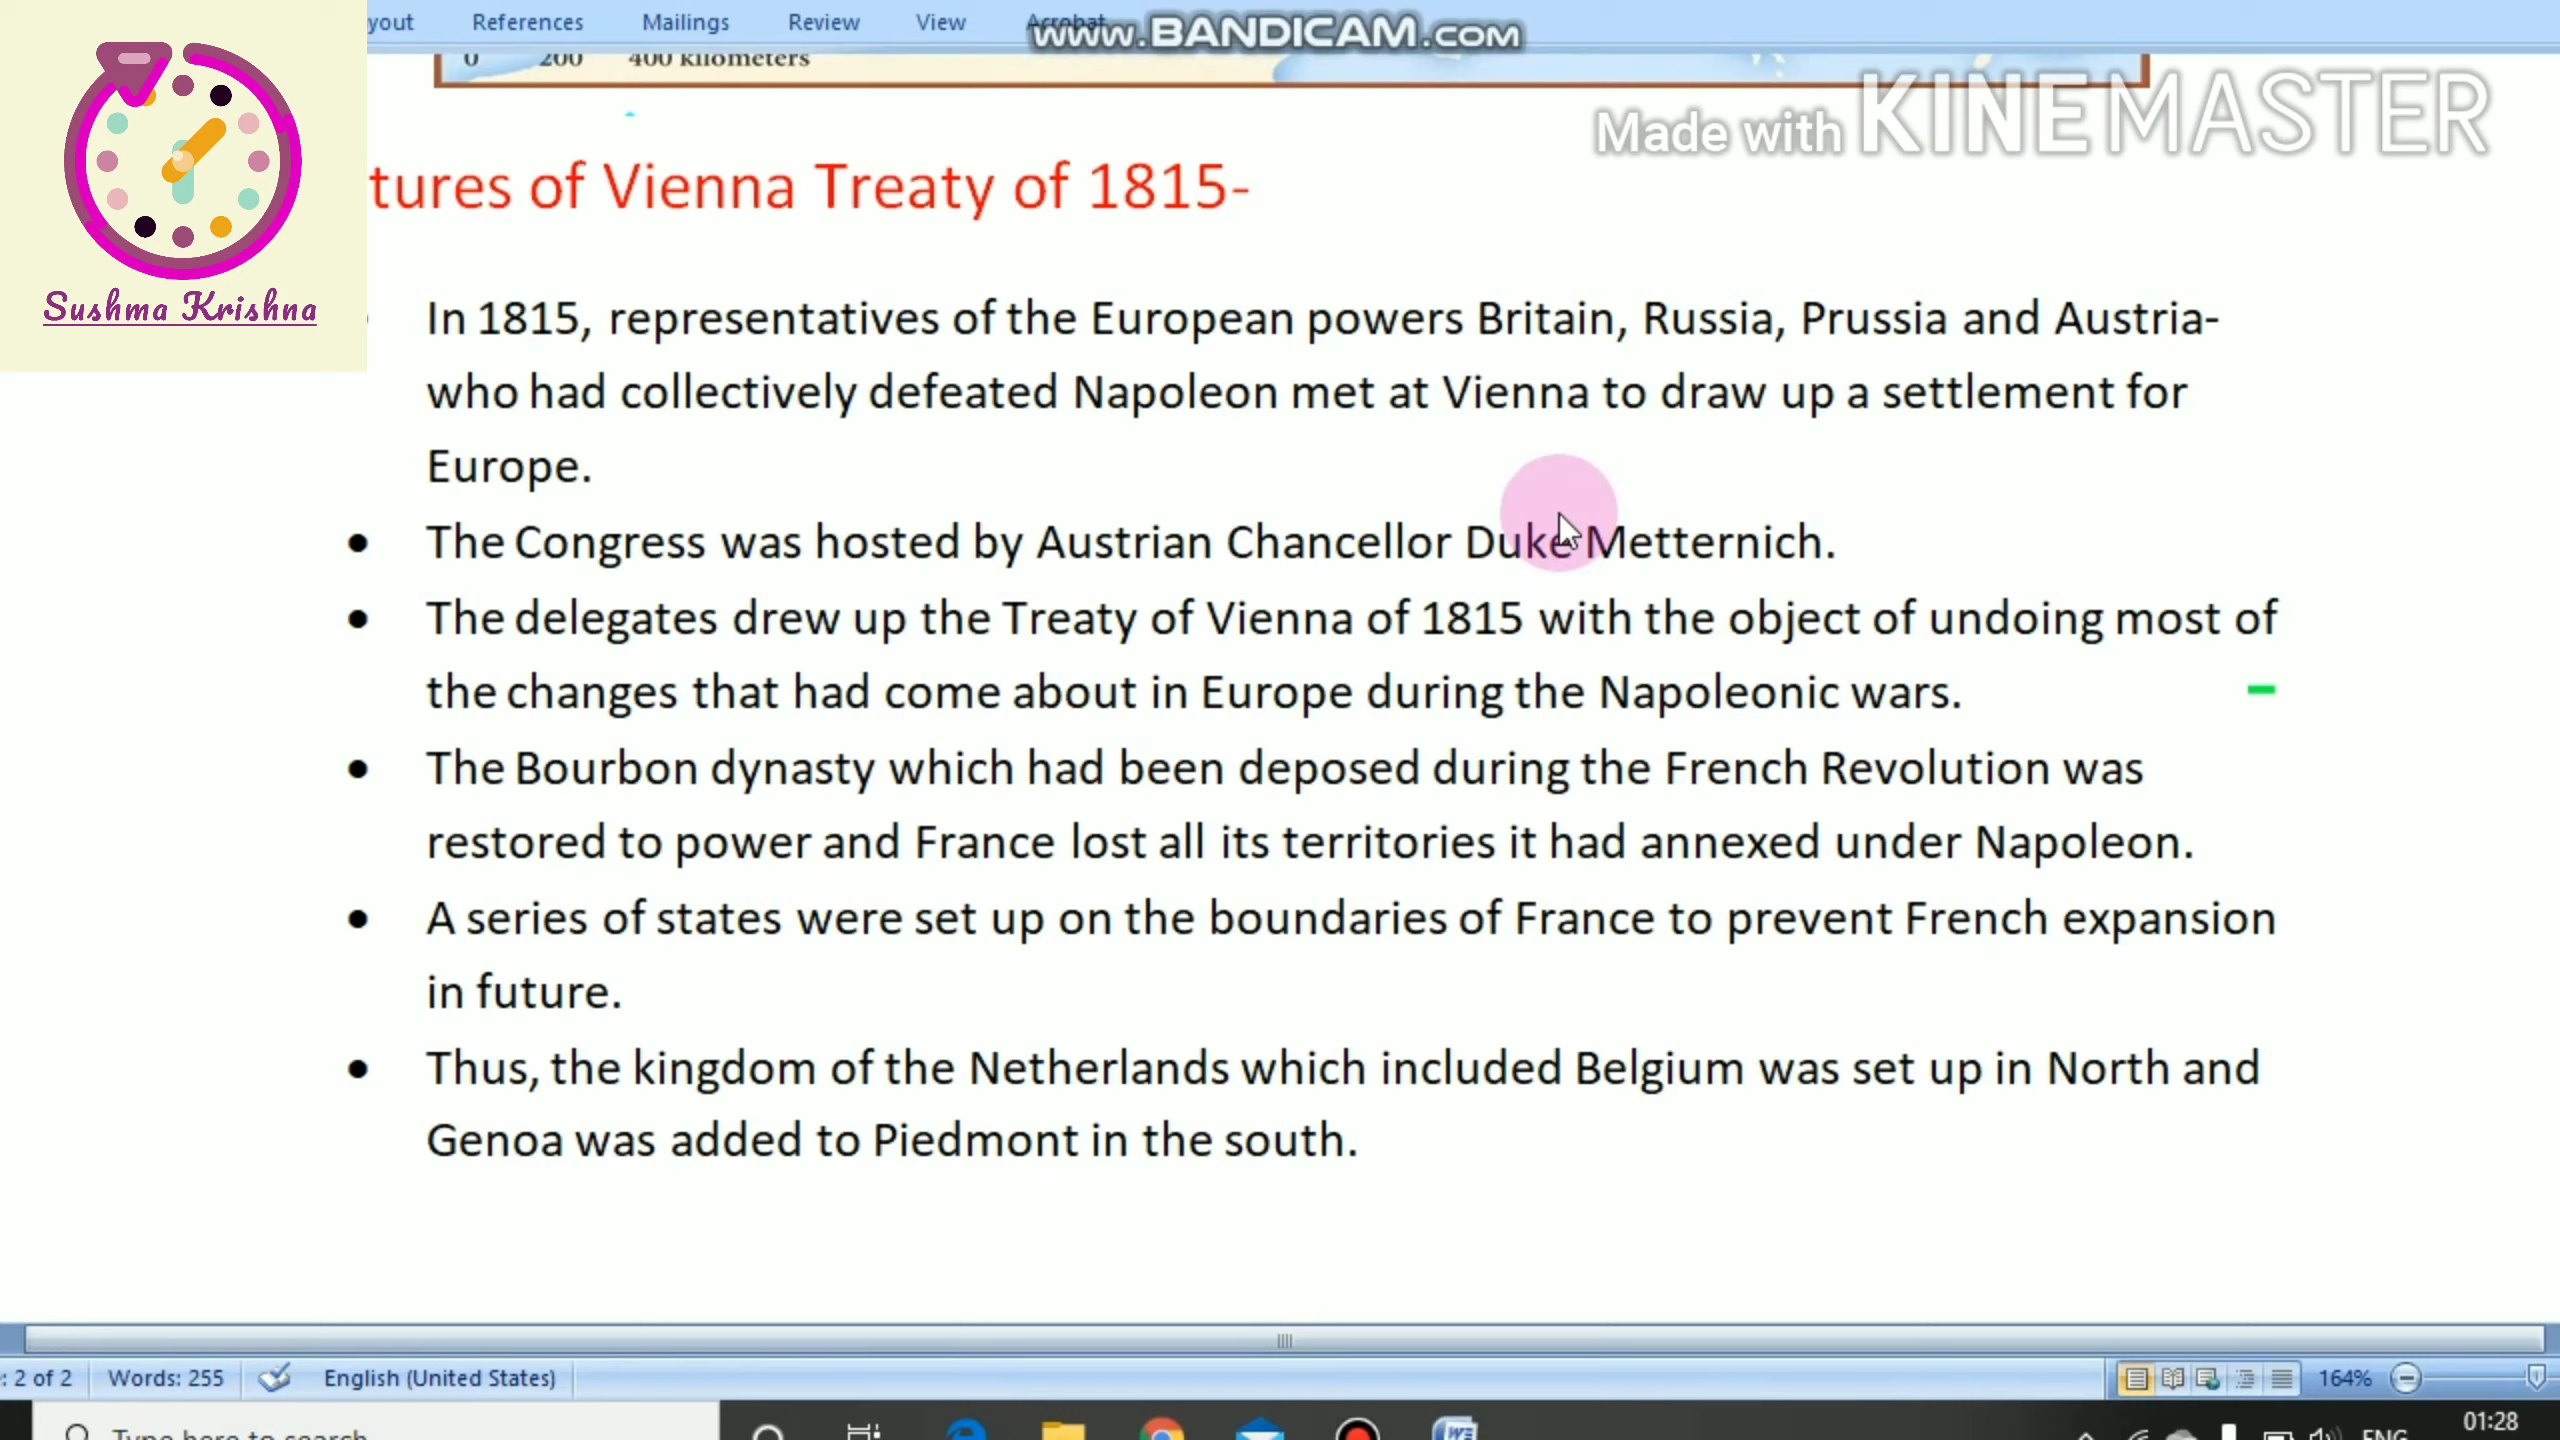 yout References Mailings Review View Acrobat
www.BANDICAM.com
0 200 400 kilometers
Made with KINEMASTER
tures of Vienna Treaty of 1815-
Sushma Krishna
In 1815, representatives of the European powers Britain, Russia, Prussia and Austria-
who had collectively defeated Napoleon met at Vienna to draw up a settlement for
Europe.
• The Congress was hosted by Austrian Chancellor Duke Metternich.
• The delegates drew up the Treaty of Vienna of 1815 with the object of undoing most of
the changes that had come about in Europe during the Napoleonic wars.
• The Bourbon dynasty which had been deposed during the French Revolution was
restored to power and France lost all its territories it had annexed under Napoleon.
• A series of states were set up on the boundaries of France to prevent French expansion
in future.
• Thus, the kingdom of the Netherlands which included Belgium was set up in North and
Genoa was added to Piedmont in the south.
: 2 of 2 Words: 255 English (United States) 164%
Type here to search ENG 01:28